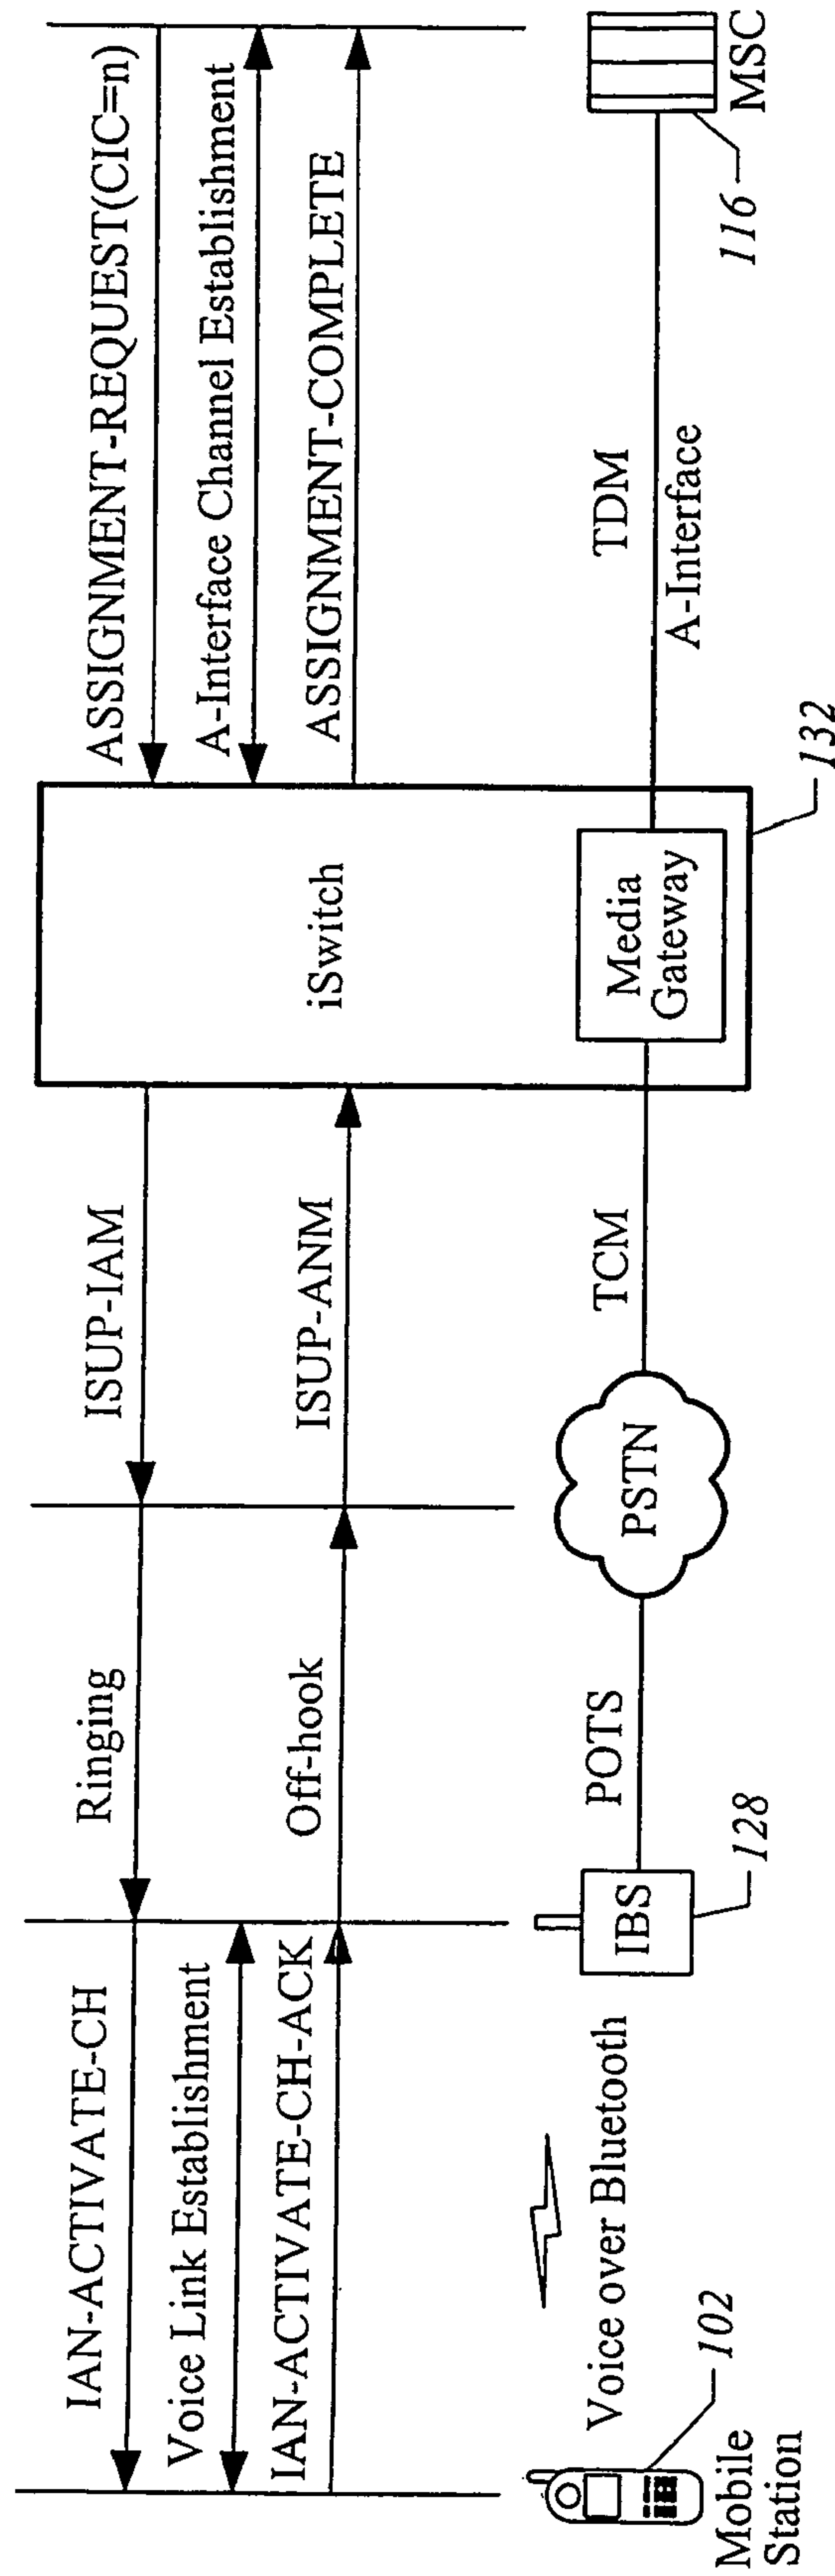 IAN-ACTIVATE-CH
Ringing
ISUP-IAM
ASSIGNMENT-REQUEST(CIC=n)
Voice Link Establishment
A-Interface Channel Establishment
IAN-ACTIVATE-CH-ACK
Off-hook
ISUP-ANM
iSwitch
ASSIGNMENT-COMPLETE
Voice over Bluetooth
POTS
TCM
TDM
IBS
PSTN
Media
Gateway
A-Interface
102
128
132
116
Mobile
Station
MSC